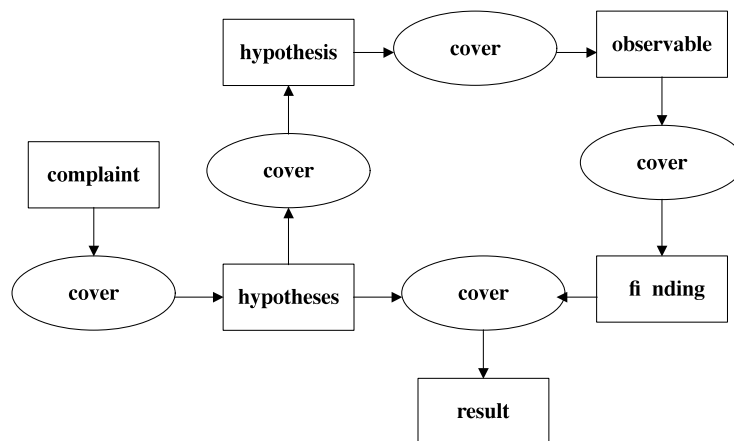 hypothesis
cover
observable
complaint
cover
cover
cover
hypotheses
cover
fi nding
result